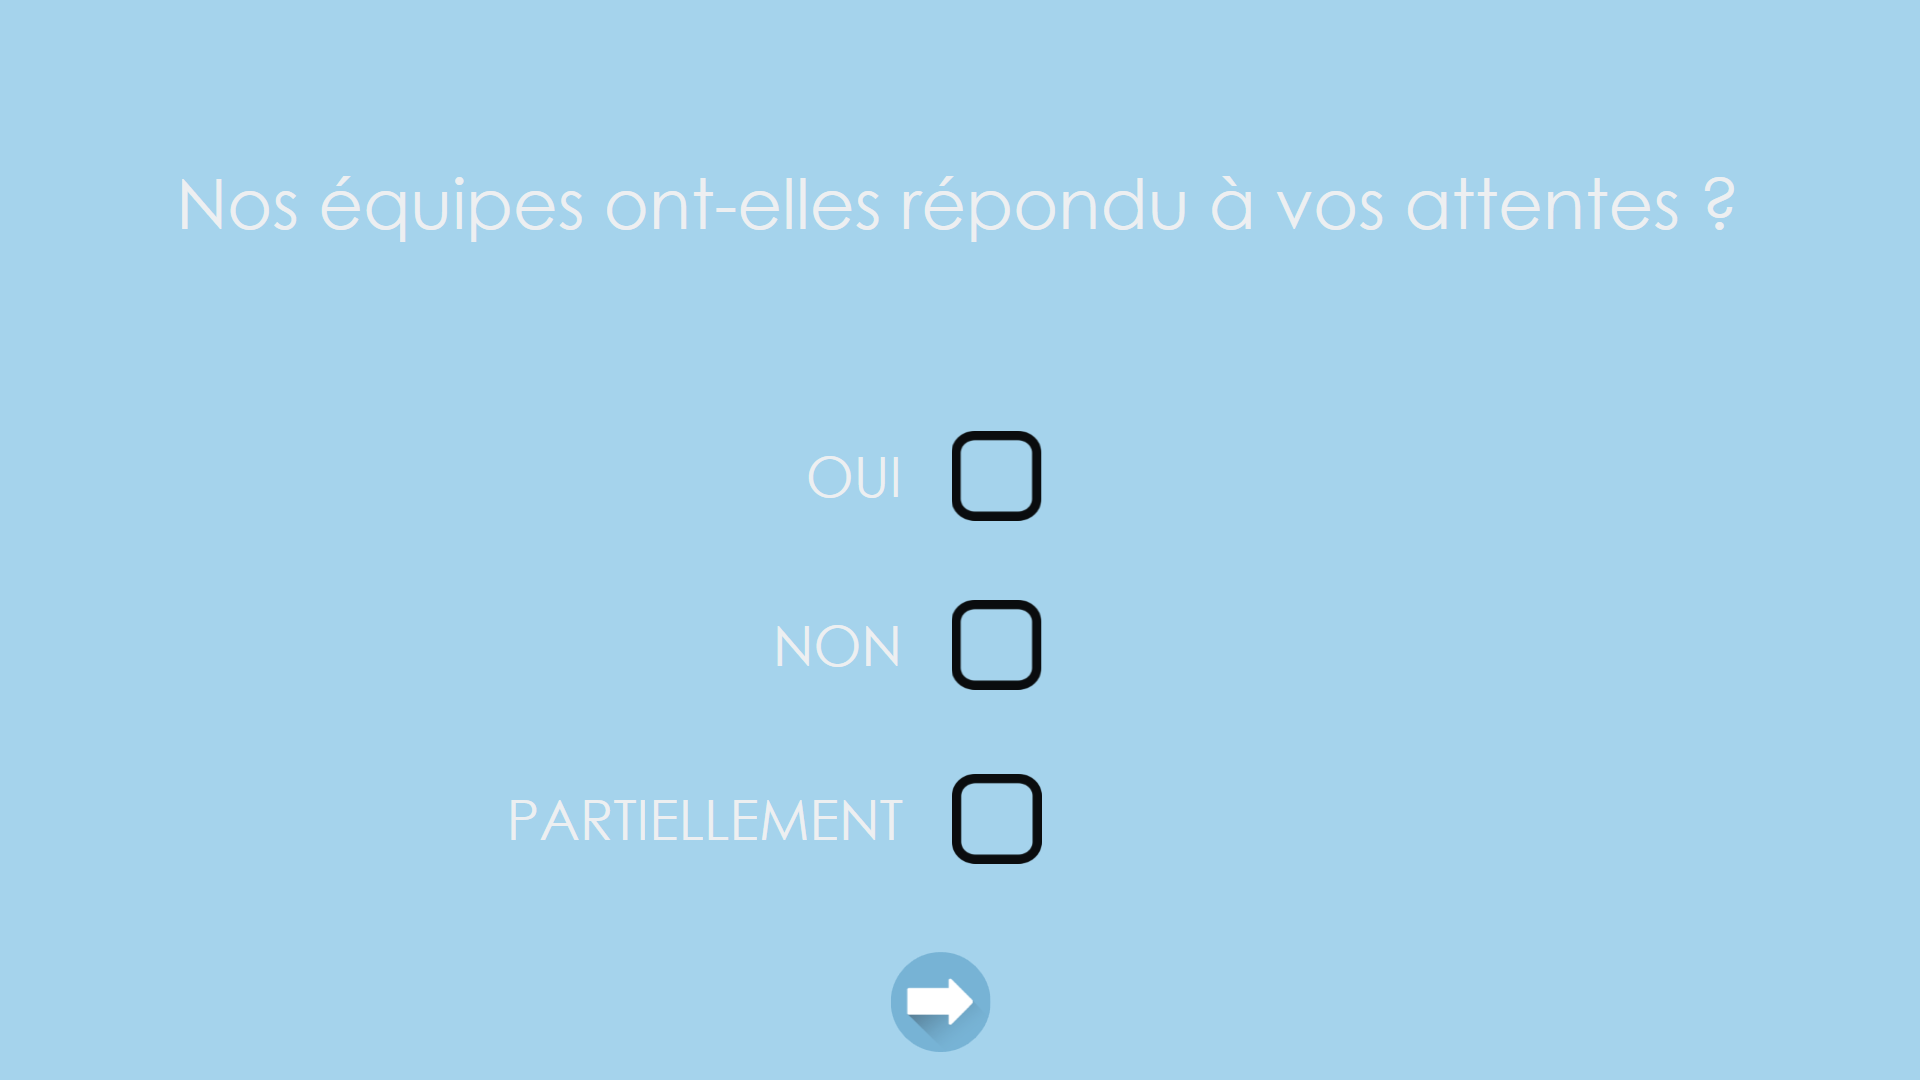 Nos équipes ont-elles répondu à vos attentes ?
OUI
NON
PARTIELLEMENT